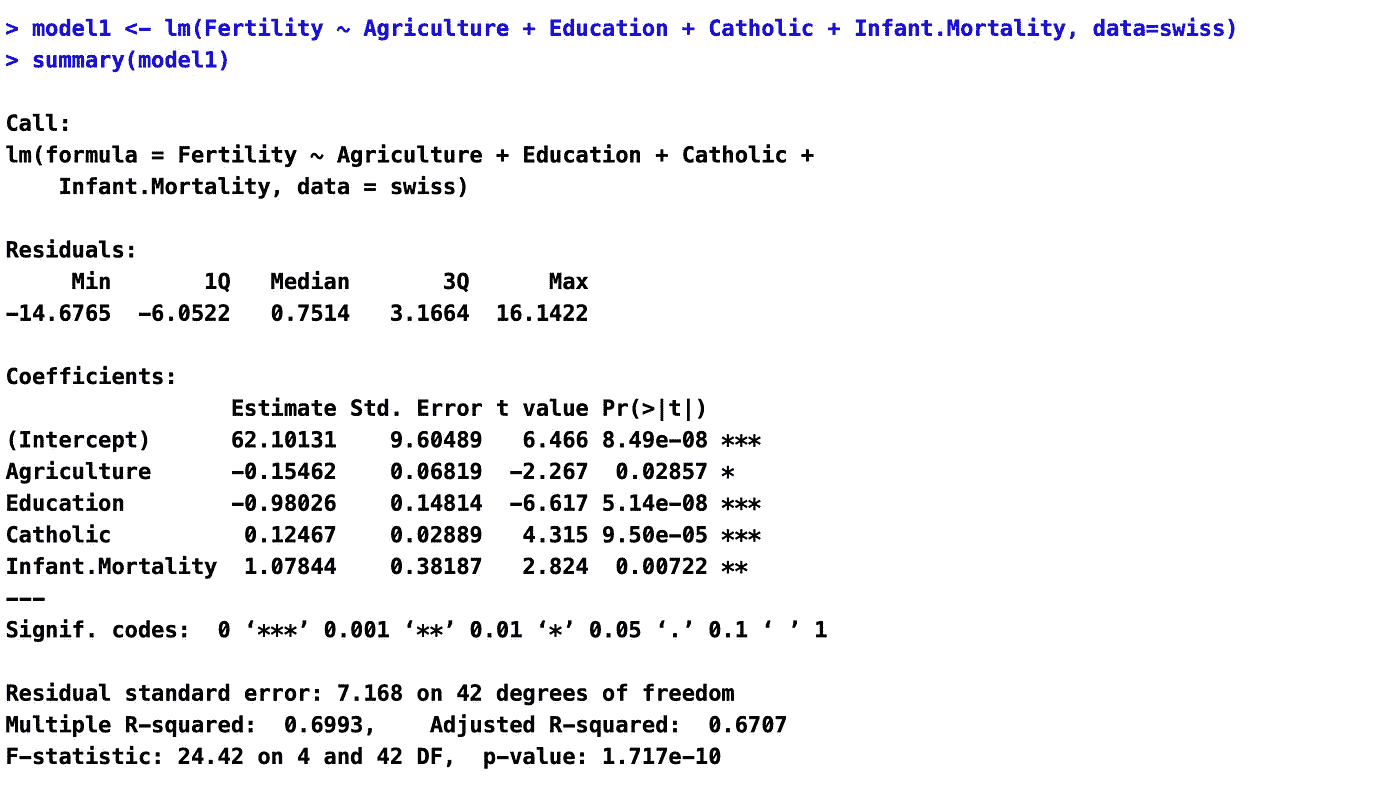 > model1 <- lm(Fertility ~ Agriculture + Education + Catholic + Infant.Mortality, data=swiss)
> summary(model1)

Call:
lm(formula = Fertility ~ Agriculture + Education + Catholic +
    Infant.Mortality, data = swiss)

Residuals:
     Min       1Q   Median       3Q      Max
-14.6765  -6.0522   0.7514   3.1664  16.1422

Coefficients:
                 Estimate Std. Error t value Pr(>|t|)
(Intercept)      62.10131    9.60489   6.466 8.49e-08 ***
Agriculture      -0.15462    0.06819  -2.267  0.02857 *
Education        -0.98026    0.14814  -6.617 5.14e-08 ***
Catholic          0.12467    0.02889   4.315 9.50e-05 ***
Infant.Mortality  1.07844    0.38187   2.824  0.00722 **
---
Signif. codes:  0 ‘***’ 0.001 ‘**’ 0.01 ‘*’ 0.05 ‘.’ 0.1 ‘ ’ 1

Residual standard error: 7.168 on 42 degrees of freedom
Multiple R-squared:  0.6993,    Adjusted R-squared:  0.6707
F-statistic: 24.42 on 4 and 42 DF,  p-value: 1.717e-10